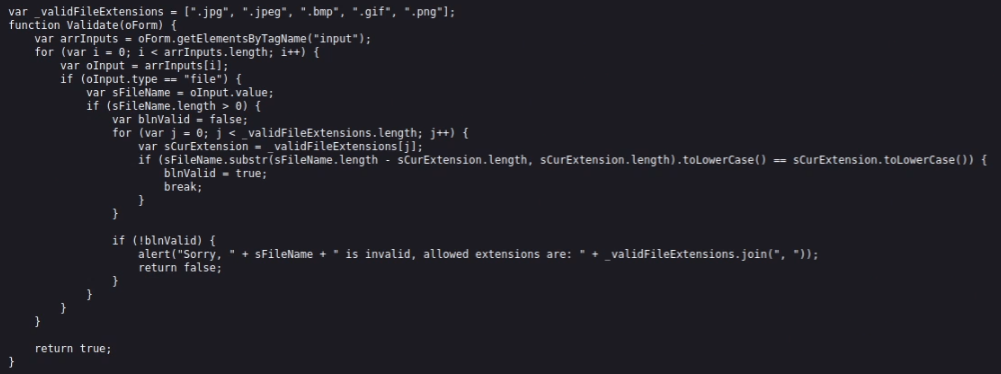 var _validFileExtensions = [".jpg", ".jpeg", ".bmp", ".gif", ".png"];
function Validate(oForm) {
    var arrInputs = oForm.getElementsByTagName("input");
    for (var i = 0; i < arrInputs.length; i++) {
        var oInput = arrInputs[i];
        if (oInput.type == "file") {
            var sFileName = oInput.value;
            if (sFileName.length > 0) {
                var blnValid = false;
                for (var j = 0; j < _validFileExtensions.length; j++) {
                    var sCurExtension = _validFileExtensions[j];
                    if (sFileName.substr(sFileName.length - sCurExtension.length, sCurExtension.length).toLowerCase() == sCurExtension.toLowerCase()) {
                        blnValid = true;
                        break;
                    }
                }

                if (!blnValid) {
                    alert("Sorry, " + sFileName + " is invalid, allowed extensions are: " + _validFileExtensions.join(", "));
                    return false;
                }
            }
        }
    }

    return true;
}